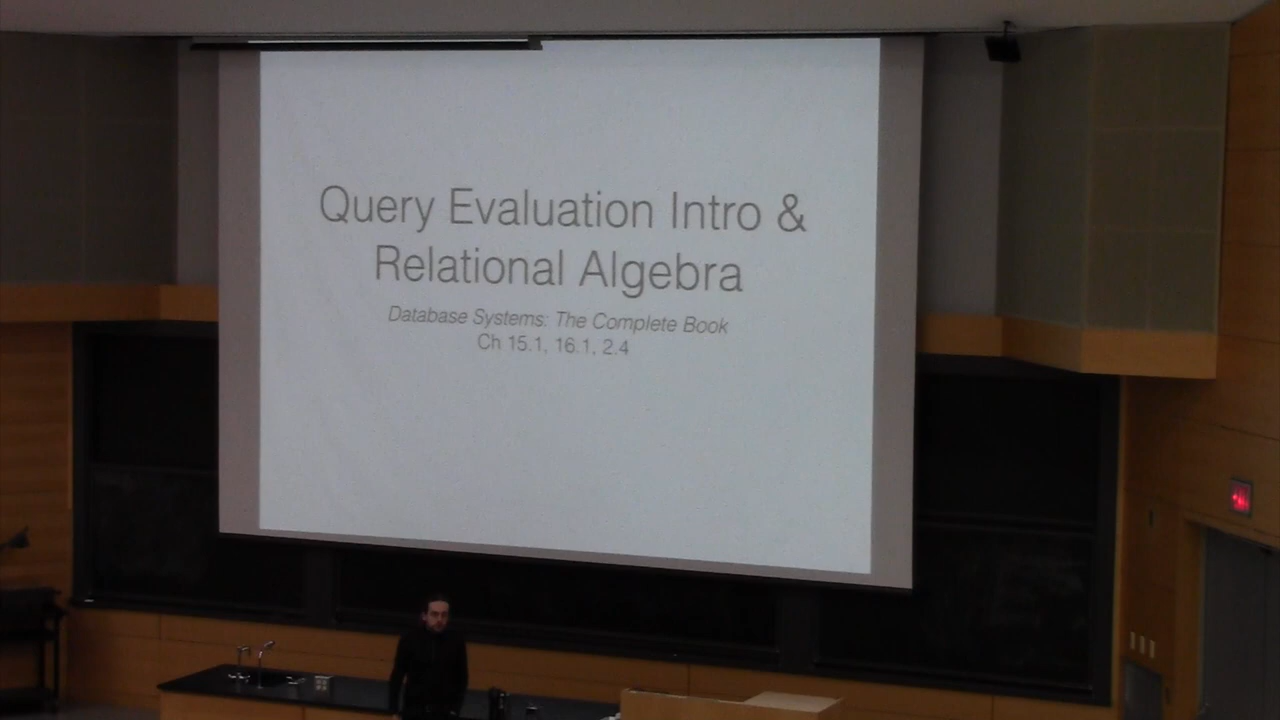 Query Evaluation Intro &
Relational Algebra
Database Systems: The Complete Book
Ch 15.1, 16.1, 2.4